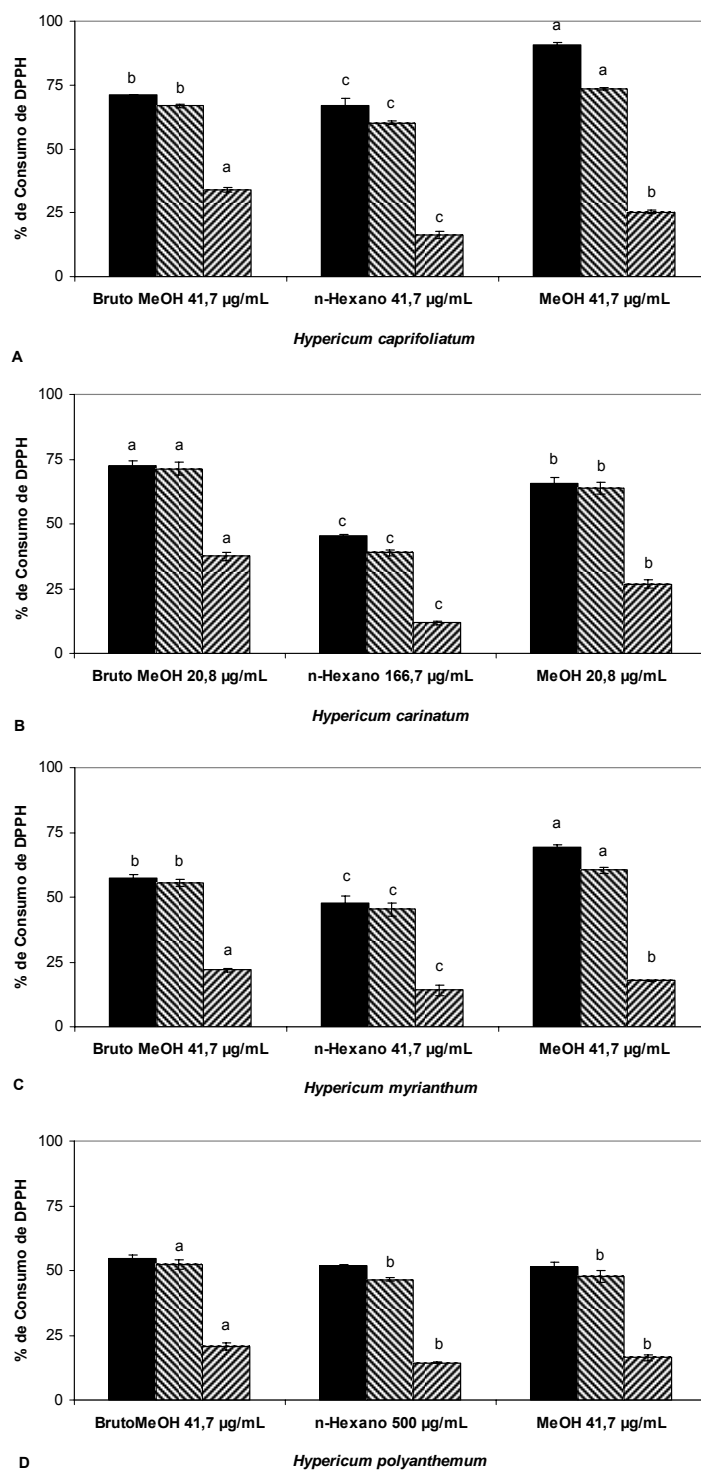 100
a
b
b
c
c
a
75
a
50
b
c
25
0
% de Consumo de DPPH
Bruto MeOH 41,7 µg/mL n-Hexano 41,7 µg/mL MeOH 41,7 µg/mL
Hypericum caprifoliatum
A
100
a a
b b
75
c
c
50
a
b
25
c
0
% de Consumo de DPPH
Bruto MeOH 20,8 µg/mL n-Hexano 166,7 µg/mL MeOH 20,8 µg/mL
Hypericum carinatum
B
100
a
a
75
b b
c c
50
a
b
c
25
0
% de Consumo de DPPH
Bruto MeOH 41,7 µg/mL n-Hexano 41,7 µg/mL MeOH 41,7 µg/mL
Hypericum myrianthum
C
100
75
a
b b
50
a
b b
25
0
% de Consumo de DPPH
BrutoMeOH 41,7 µg/mL n-Hexano 500 µg/mL MeOH 41,7 µg/mL
Hypericum polyanthemum
D